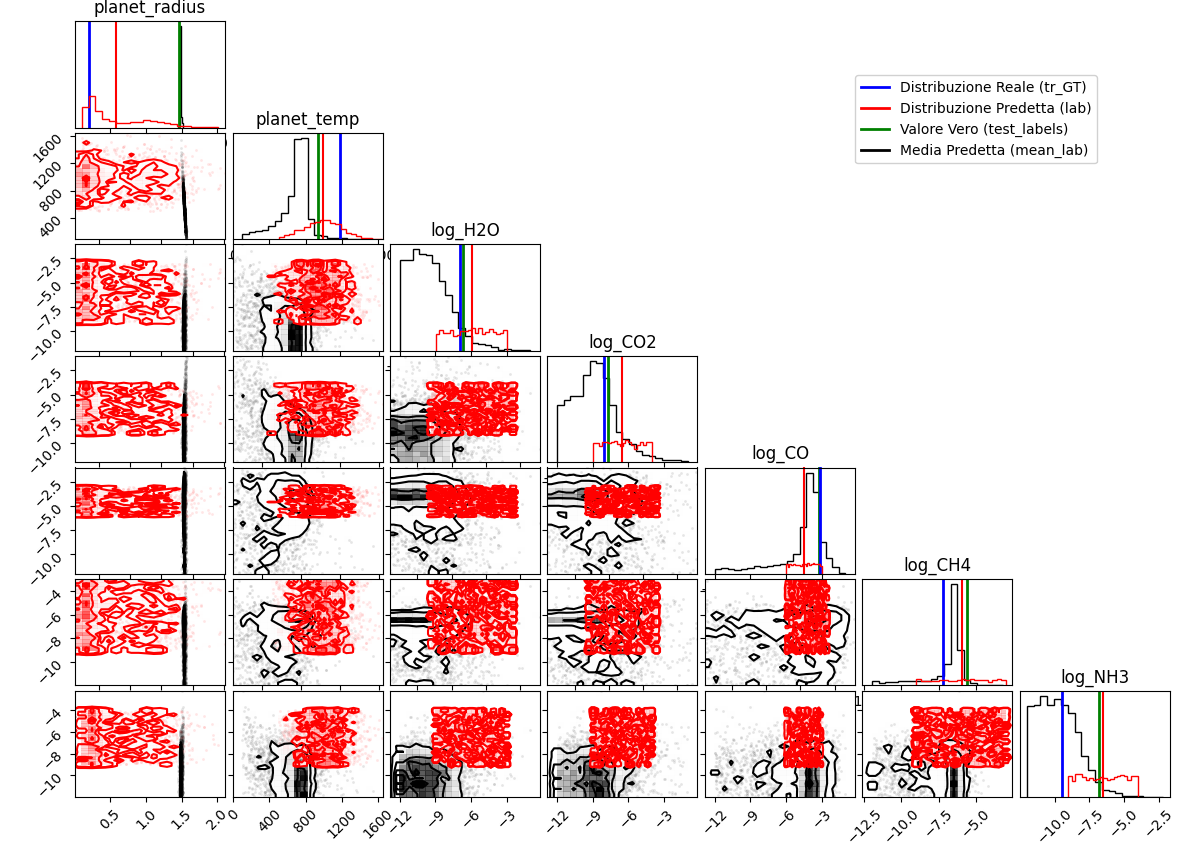 planet_radius
planet_temp
Distribuzione Reale (tr_GT)
Distribuzione Predetta (lab)
Valore Vero (test_labels)
Media Predetta (mean_lab)
1600
1200
800
400
log_H2O
−2.5
−5.0
−7.5
−10.0
log_CO2
−2.5
−5.0
−7.5
−10.0
log_CO
−2.5
−5.0
−7.5
−10.0
log_CH4
−4
−6
−8
−10
log_NH3
−4
−6
−8
−10
0.5 1.0 1.5 2.0
0 400 800 1200 1600
−12 −9 −6 −3
−12 −9 −6 −3
−12 −9 −6 −3
−12.5 −10.0 −7.5 −5.0
−10.0 −7.5 −5.0 −2.5